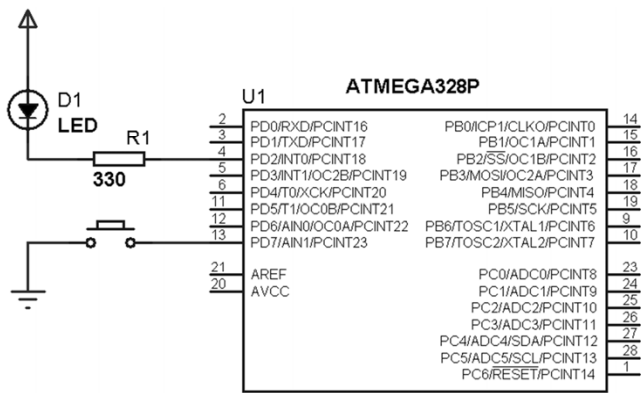 ATMEGA328P
U1
D1
LED
R1
330
2 PD0/RXD/PCINT16 PB0/ICP1/CLKO/PCINT0 14
3 PD1/TXD/PCINT17 PB1/OC1A/PCINT1 15
4 PD2/INT0/PCINT18 PB2/SS/OC1B/PCINT2 16
5 PD3/INT1/OC2B/PCINT19 PB3/MOSI/OC2A/PCINT3 17
6 PD4/T0/XCK/PCINT20 PB4/MISO/PCINT4 18
11 PD5/T1/OC0B/PCINT21 PB5/SCK/PCINT5 19
12 PD6/AIN0/OC0A/PCINT22 PB6/TOSC1/XTAL1/PCINT6 9
13 PD7/AIN1/PCINT23 PB7/TOSC2/XTAL2/PCINT7 10
21 AREF PC0/ADC0/PCINT8 23
20 AVCC PC1/ADC1/PCINT9 24
PC2/ADC2/PCINT10 25
PC3/ADC3/PCINT11 26
PC4/ADC4/SDA/PCINT12 27
PC5/ADC5/SCL/PCINT13 28
PC6/RESET/PCINT14 1